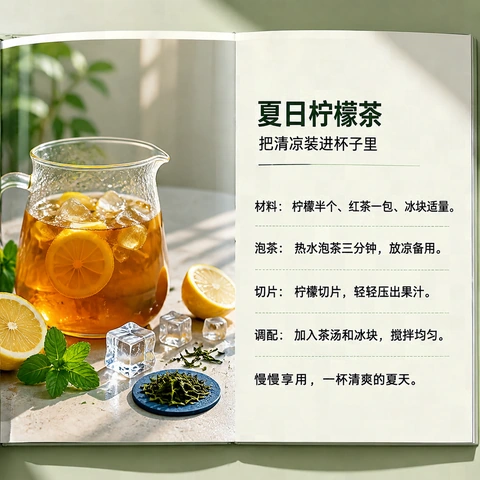 夏日柠檬茶
把清凉装进杯子里
材料： 柠檬半个、红茶一包、冰块适量。
泡茶： 热水泡茶三分钟，放凉备用。
切片： 柠檬切片，轻轻压出果汁。
调配： 加入茶汤和冰块，搅拌均匀。
慢慢享用，一杯清爽的夏天。